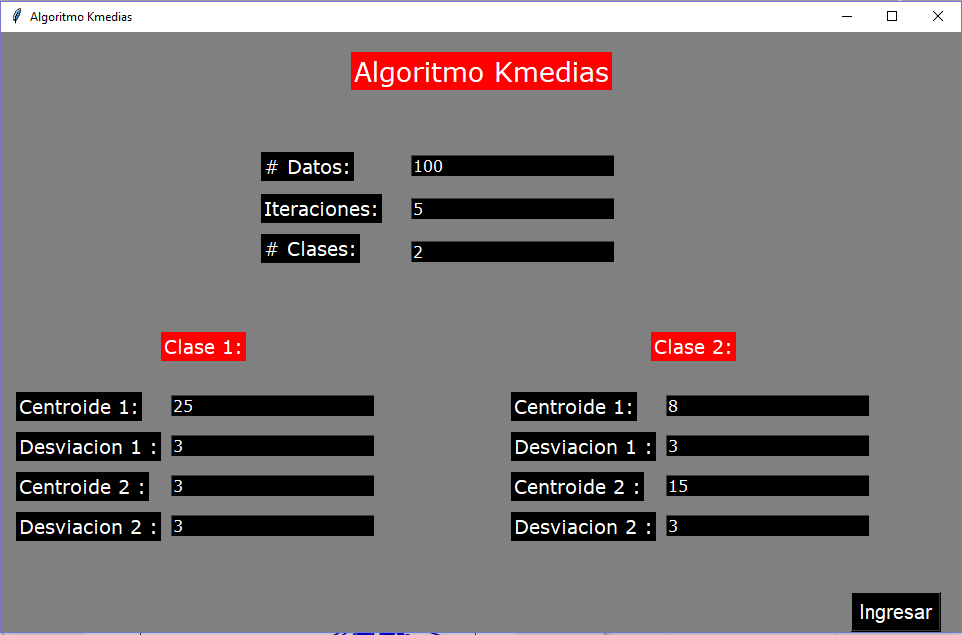 Algoritmo Kmedias
Algoritmo Kmedias
# Datos: 100
Iteraciones: 5
# Clases: 2
Clase 1:
Centroide 1: 25
Desviacion 1 : 3
Centroide 2 : 3
Desviacion 2 : 3
Clase 2:
Centroide 1: 8
Desviacion 1 : 3
Centroide 2 : 15
Desviacion 2 : 3
Ingresar